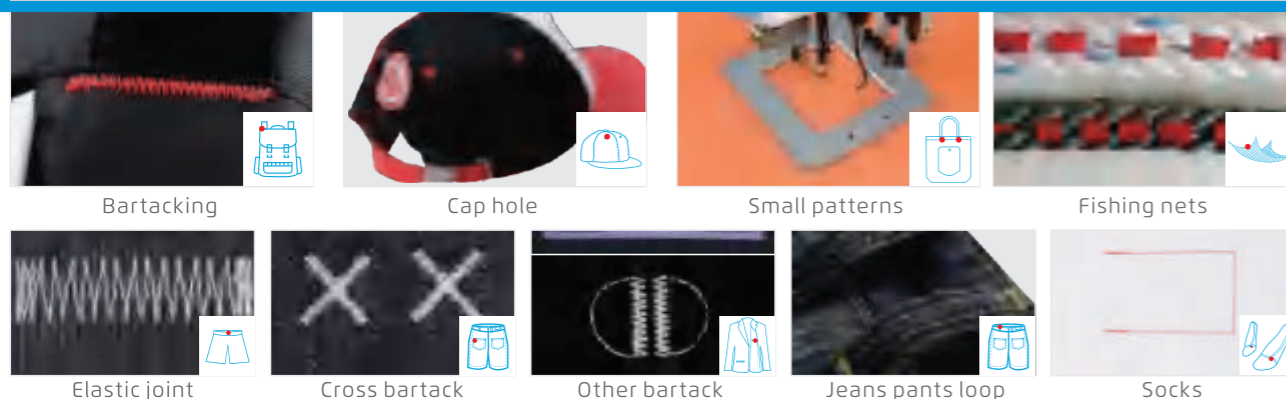 Bartacking
Cap hole
Small patterns
Fishing nets
Elastic joint
Cross bartack
Other bartack
Jeans pants loop
Socks